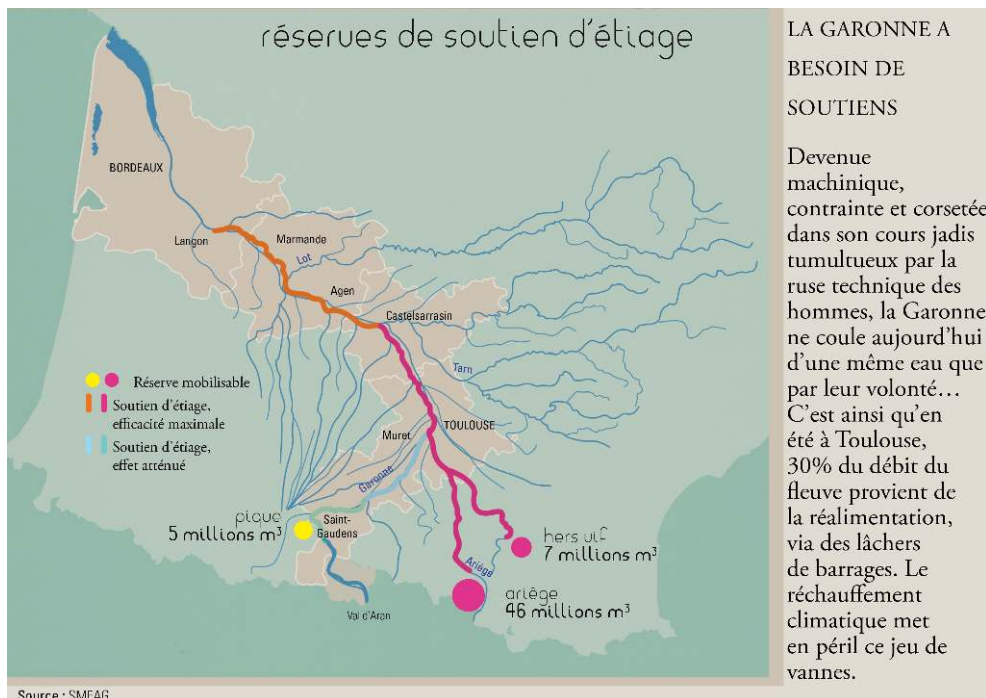 réserves de soutien d'étiage
BORDEAUX
Langon
Marmande
Lot
Agen
Castelsarrasin
Tarn
TOULOUSE
Muret
Garonne
Réserve mobilisable
Soutien d'étiage,
efficacité maximale
Soutien d'étiage,
effet atténué
pique
5 millions m³
Saint-
Gaudens
Val d'Aran
hers vif
7 millions m³
Ariége
ariège
46 millions m³
Source : SMEAG
LA GARONNE A
BESOIN DE
SOUTIENS
Devenue
machinique,
contrainte et corsetée
dans son cours jadis
tumultueux par la
ruse technique des
hommes, la Garonne
ne coule aujourd'hui
d'une même eau que
par leur volonté…
C'est ainsi qu'en
été à Toulouse,
30% du débit du
fleuve provient de
la réalimentation,
via des lâchers
de barrages. Le
réchauffement
climatique met
en péril ce jeu de
vannes.